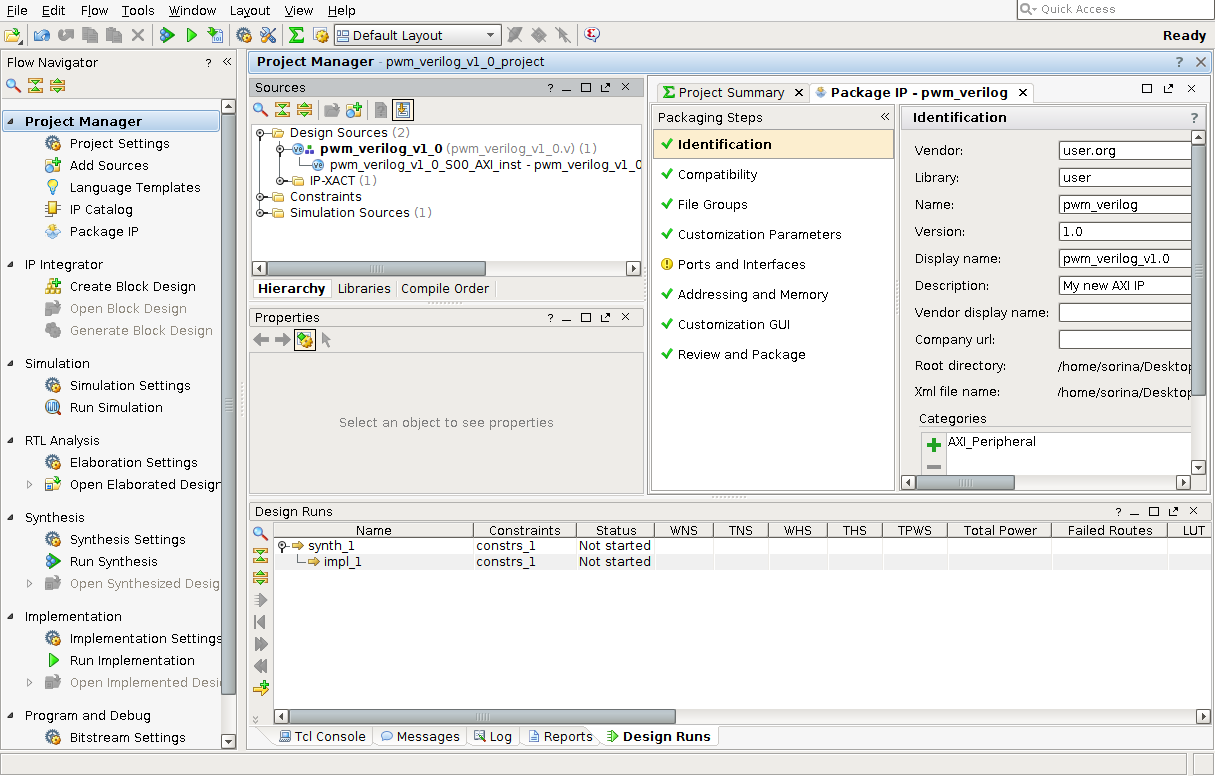 File Edit Flow Tools Window Layout View Help
Quick Access
Default Layout
Ready
Flow Navigator
? «
Project Manager
Project Settings
Add Sources
Language Templates
IP Catalog
Package IP
IP Integrator
Create Block Design
Open Block Design
Generate Block Design
Simulation
Simulation Settings
Run Simulation
RTL Analysis
Elaboration Settings
Open Elaborated Design
Synthesis
Synthesis Settings
Run Synthesis
Open Synthesized Desig
Implementation
Implementation Settings
Run Implementation
Open Implemented Desi
Program and Debug
Bitstream Settings
Project Manager - pwm_verilog_v1_0_project
Sources
Design Sources (2)
pwm_verilog_v1_0 (pwm_verilog_v1_0.v) (1)
pwm_verilog_v1_0_S00_AXI_inst - pwm_verilog_v1_0
IP-XACT (1)
Constraints
Simulation Sources (1)
Hierarchy Libraries Compile Order
Properties
Select an object to see properties
Project Summary
Package IP - pwm_verilog
Packaging Steps
Identification
Compatibility
File Groups
Customization Parameters
Ports and Interfaces
Addressing and Memory
Customization GUI
Review and Package
Identification
Vendor: user.org
Library: user
Name: pwm_verilog
Version: 1.0
Display name: pwm_verilog_v1.0
Description: My new AXI IP
Vendor display name:
Company url:
Root directory: /home/sorina/Desktop
Xml file name: /home/sorina/Desktop
Categories
AXI_Peripheral
Design Runs
Name Constraints Status WNS TNS WHS THS TPWS Total Power Failed Routes LUT
synth_1 constrs_1 Not started
impl_1 constrs_1 Not started
Tcl Console Messages Log Reports Design Runs